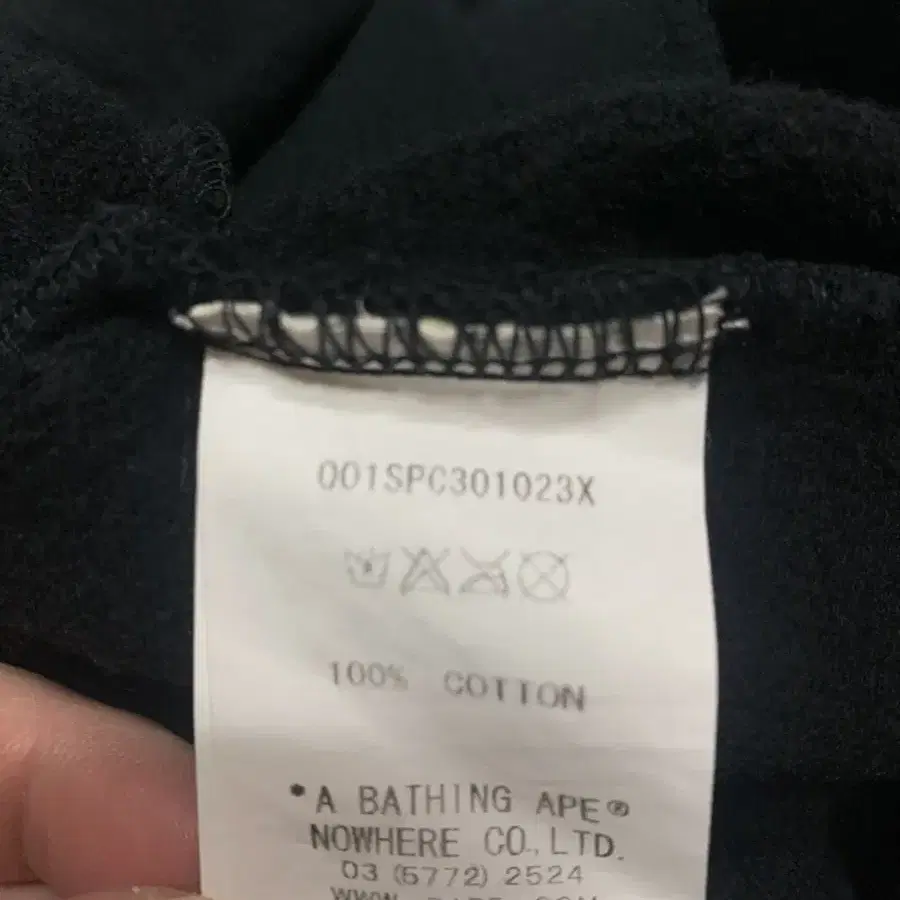 001SPC301023X
100% COTTON
*A BATHING APE®
NOWHERE CO., LTD.
03 (5772) 2524